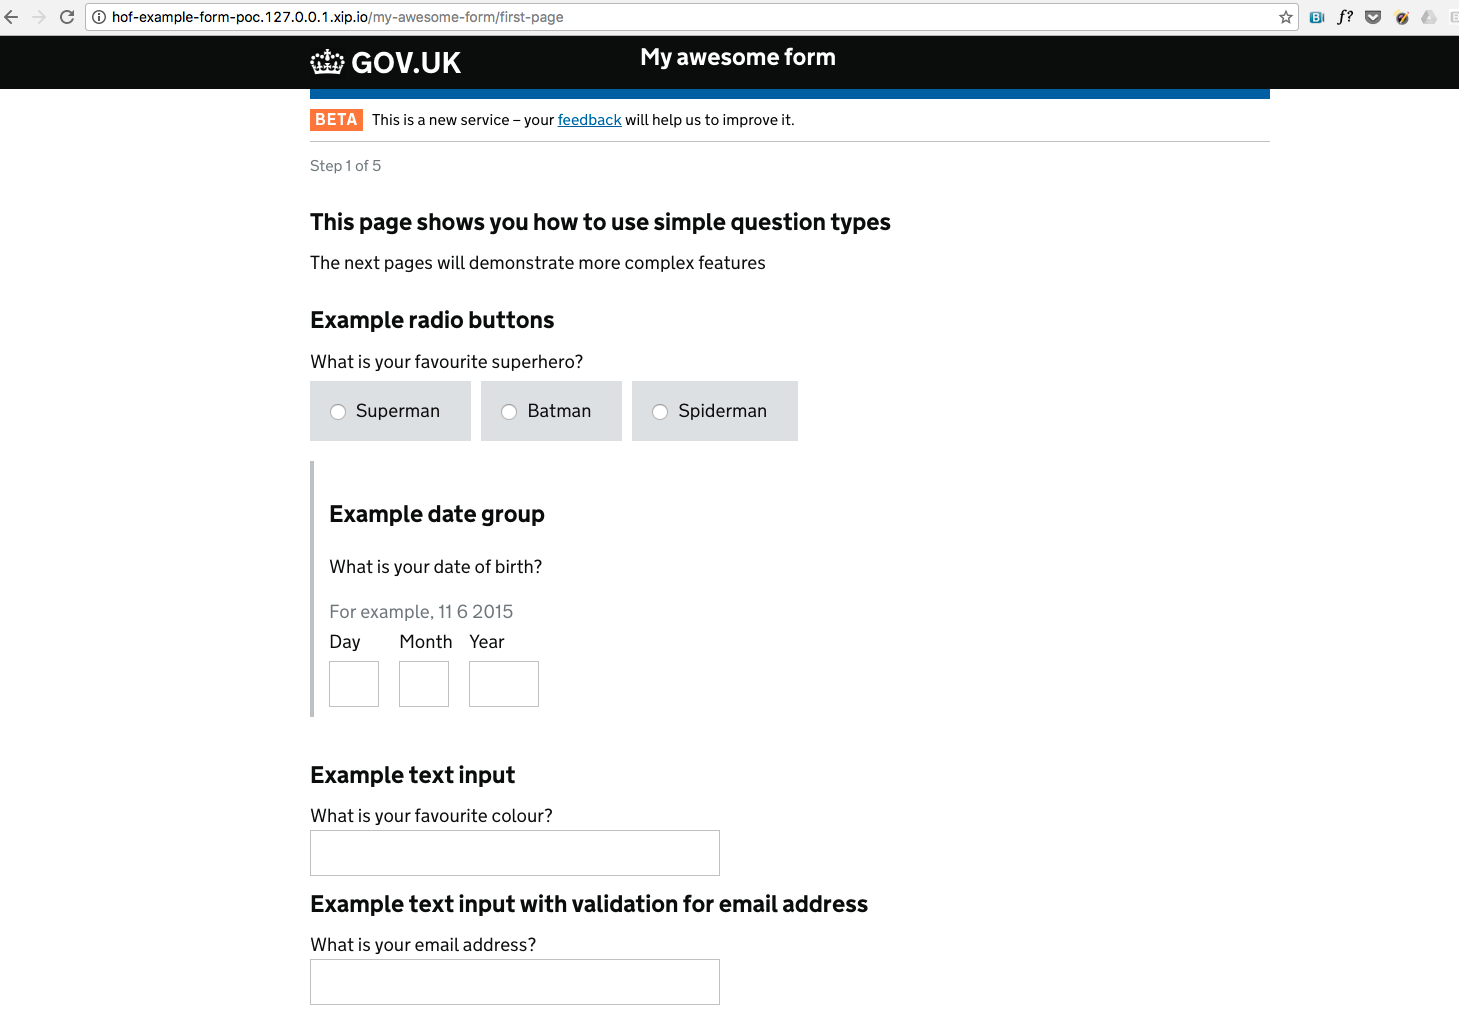 hof-example-form-poc.127.0.0.1.xip.io/my-awesome-form/first-page
GOV.UK
My awesome form
BETA This is a new service – your feedback will help us to improve it.
Step 1 of 5
This page shows you how to use simple question types
The next pages will demonstrate more complex features
Example radio buttons
What is your favourite superhero?
Superman Batman Spiderman
Example date group
What is your date of birth?
For example, 11 6 2015
Day Month Year
Example text input
What is your favourite colour?
Example text input with validation for email address
What is your email address?